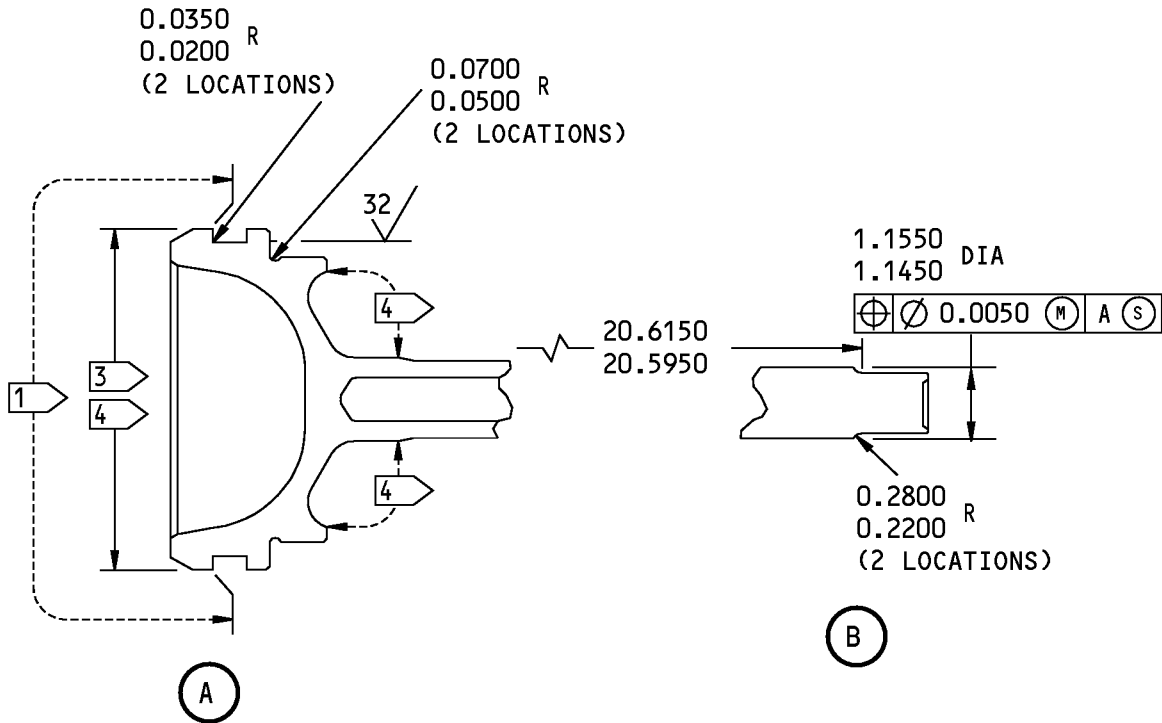 0.0350
0.0200 R
(2 LOCATIONS)
0.0700
0.0500 R
(2 LOCATIONS)
32
1.1550
1.1450 DIA
⌖ ⌀ 0.0050 Ⓜ A Ⓢ
4
20.6150
20.5950
3
1
4
4
0.2800
0.2200 R
(2 LOCATIONS)
B
A